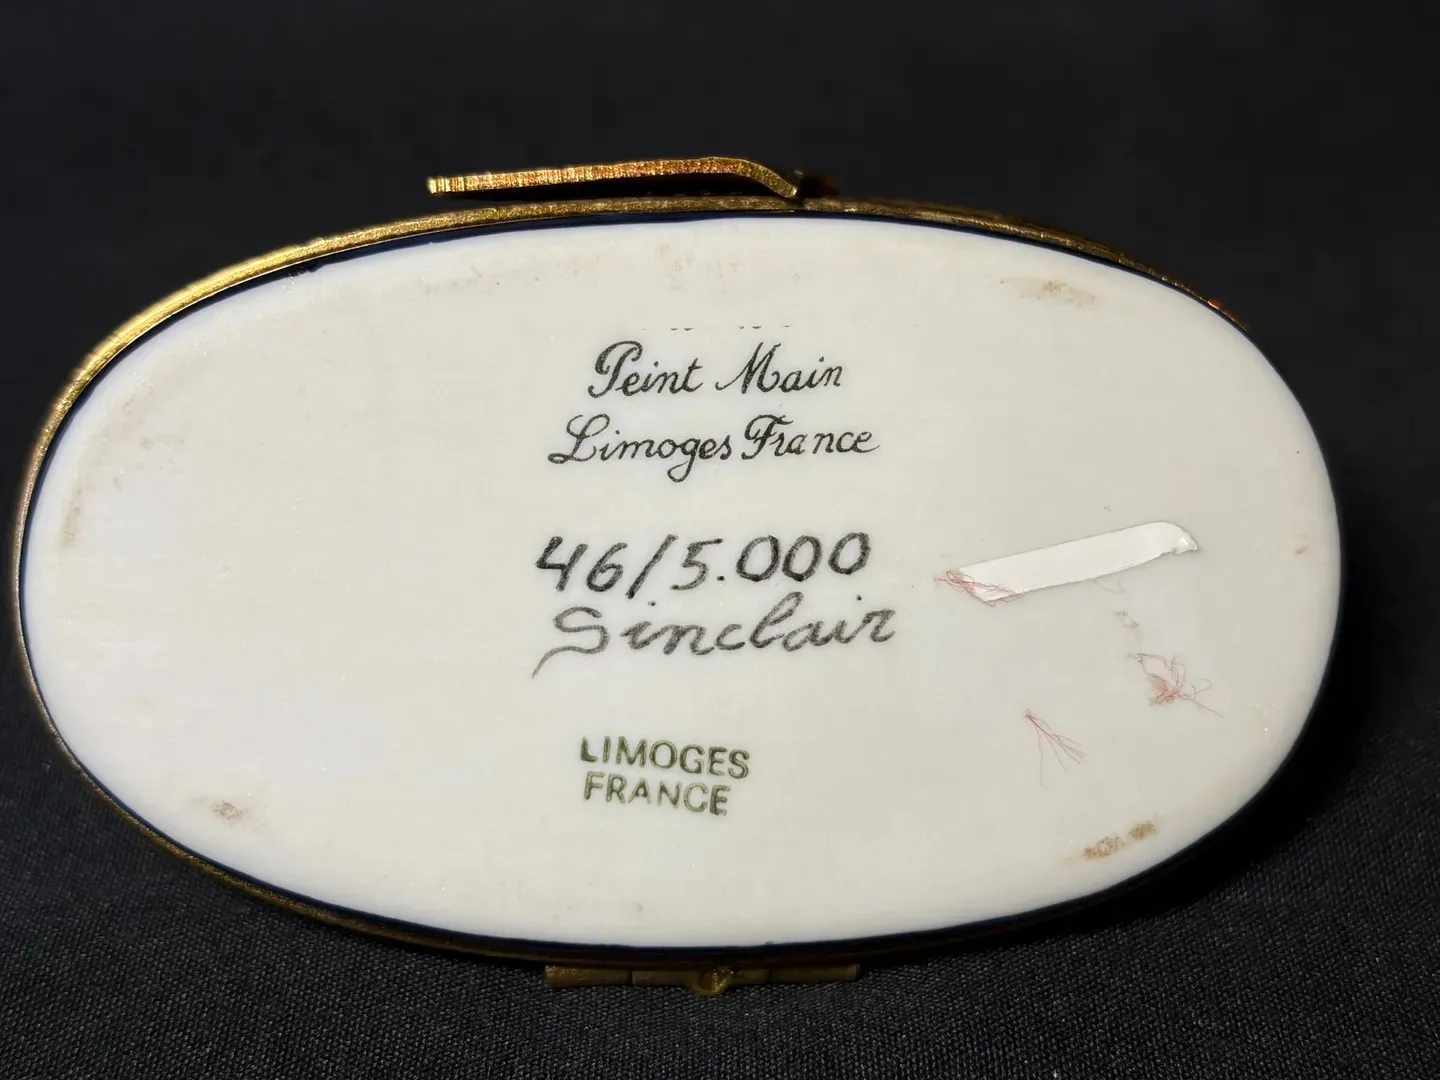 Peint Main
Limoges France
46/5.000
Sinclair
LIMOGES
FRANCE